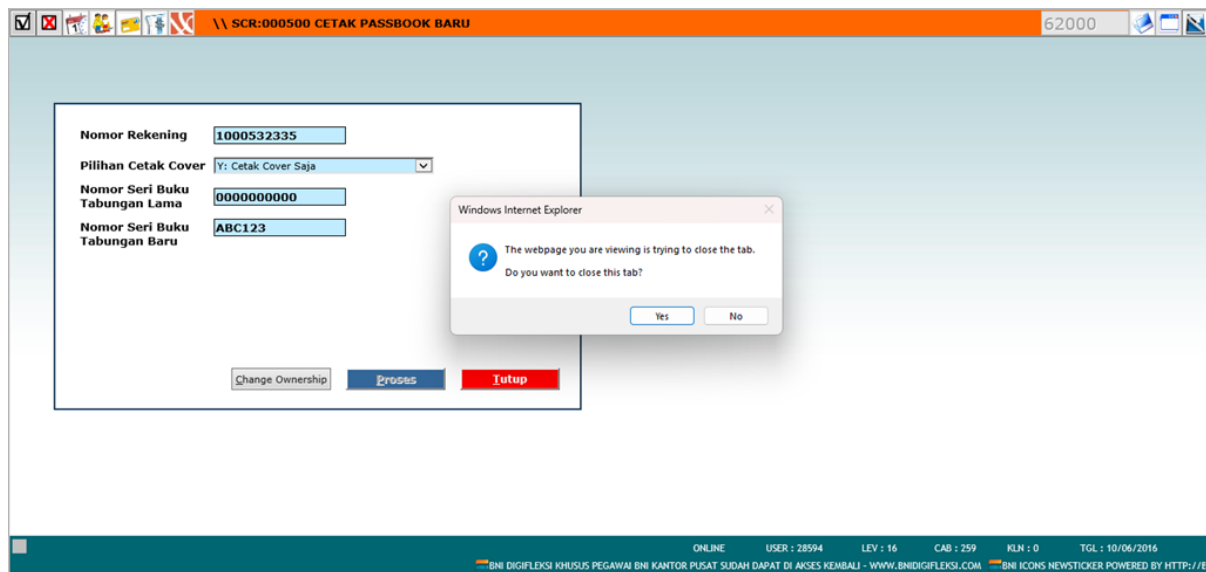 \\ SCR:000500 CETAK PASSBOOK BARU
62000
Nomor Rekening 1000532335
Pilihan Cetak Cover Y: Cetak Cover Saja
Nomor Seri Buku
Tabungan Lama 0000000000
Nomor Seri Buku
Tabungan Baru ABC123
Windows Internet Explorer
The webpage you are viewing is trying to close the tab.
Do you want to close this tab?
Yes No
Change Ownership Proses Tutup
ONLINE USER : 28594 LEV : 16 CAB : 259 KLN : 0 TGL : 10/06/2016
BNI DIGIFLEKSI KHUSUS PEGAWAI BNI KANTOR PUSAT SUDAH DAPAT DI AKSES KEMBALI - WWW.BNIDIGIFLEKSI.COM BNI ICONS NEWSTICKER POWERED BY HTTP://